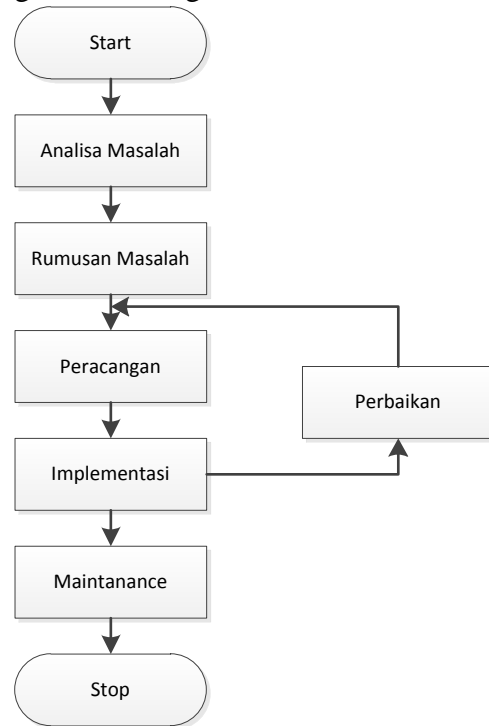 Start
Analisa Masalah
Rumusan Masalah
Peracangan
Perbaikan
Implementasi
Maintanance
Stop